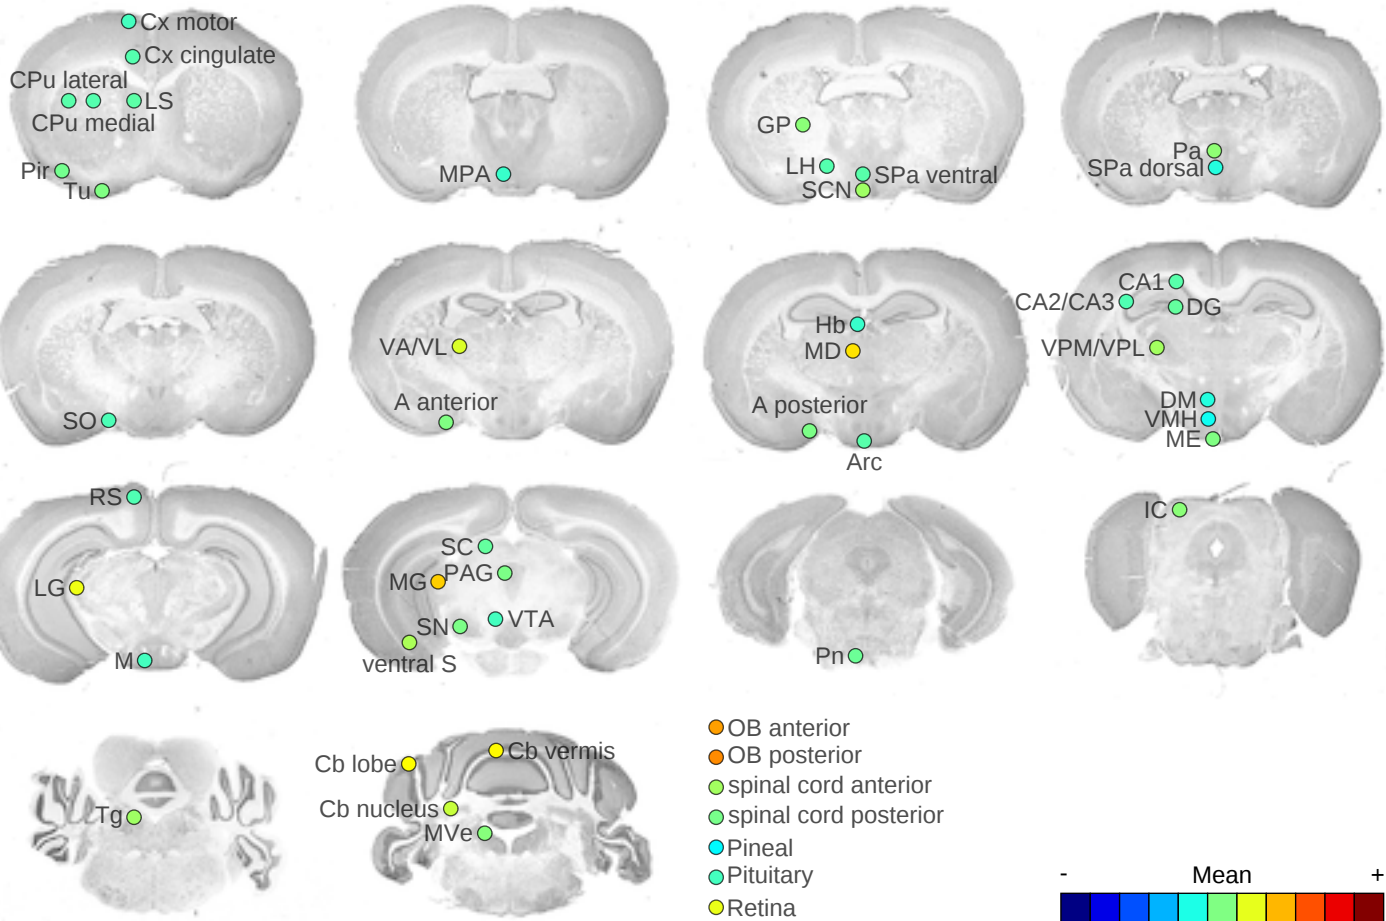 Cx motor
Cx cingulate
CPu lateral
LS
CPu medial
Pir
Tu
MPA
GP
LH
SPa ventral
SCN
Pa
SPa dorsal
SO
VA/VL
A anterior
Hb
MD
A posterior
Arc
CA1
CA2/CA3
DG
VPM/VPL
DM
VMH
ME
RS
LG
M
SC
PAG
MG
SN
VTA
ventral S
Pn
IC
Tg
Cb lobe
Cb vermis
Cb nucleus
MVe
OB anterior
OB posterior
spinal cord anterior
spinal cord posterior
Pineal
Pituitary
Retina
- Mean +